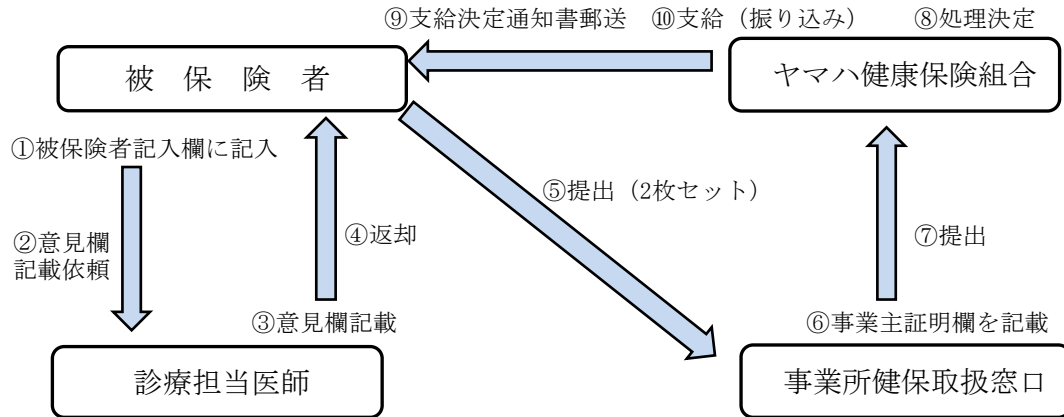 ⑨支給決定通知書郵送 ⑩支給（振り込み） ⑧処理決定
被 保 険 者
ヤマハ健康保険組合
①被保険者記入欄に記入
⑤提出（2枚セット）
②意見欄
記載依頼
④返却
⑦提出
③意見欄記載
⑥事業主証明欄を記載
診療担当医師
事業所健保取扱窓口